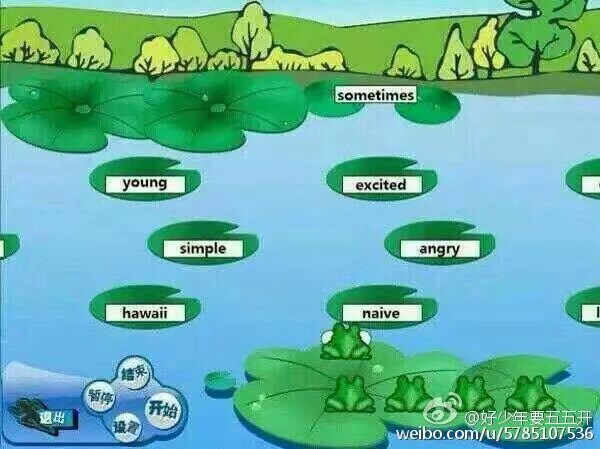 sometimes
young
excited
simple
angry
hawaii
naive
结束
暂停
开始
设置
退出
@好少年要五五开
weibo.com/u/5785107536